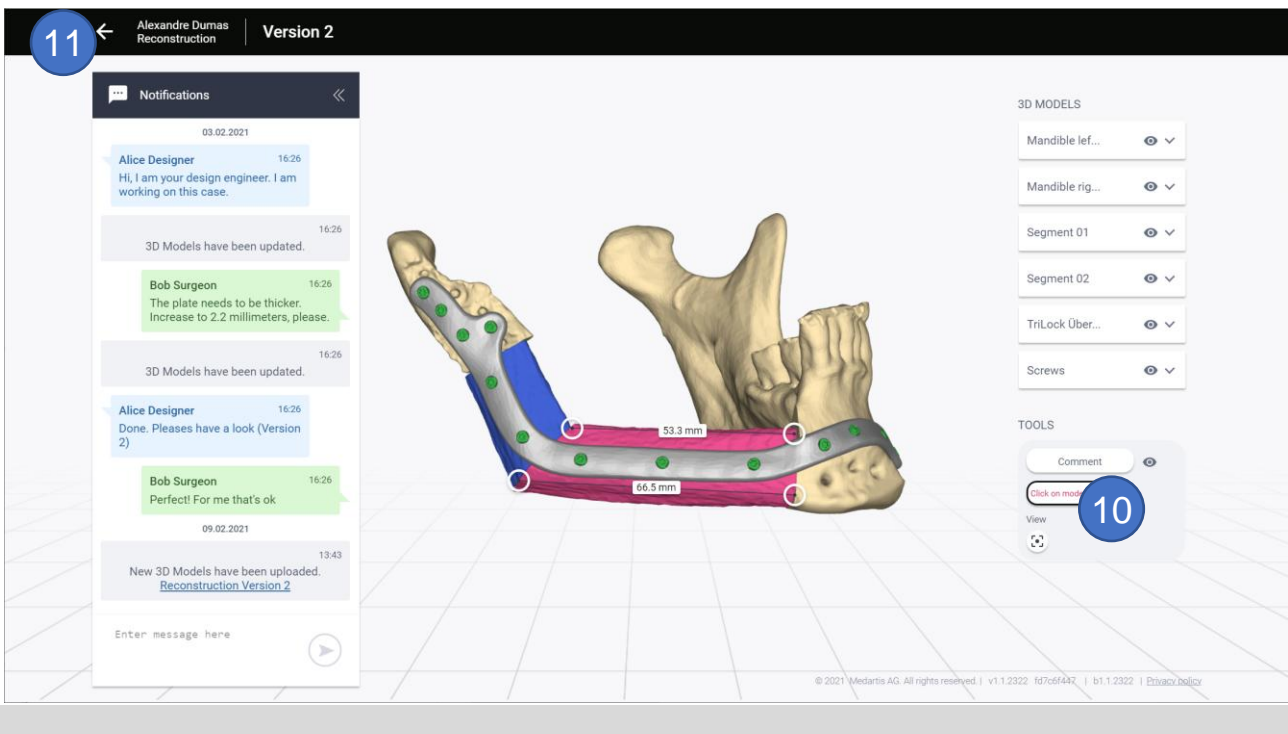 11
Alexandre Dumas
Reconstruction
Version 2
Notifications
03.02.2021
Alice Designer 16:26
Hi, I am your design engineer. I am
working on this case.
16:26
3D Models have been updated.
Bob Surgeon 16:26
The plate needs to be thicker.
Increase to 2.2 millimeters, please.
16:26
3D Models have been updated.
Alice Designer 16:26
Done. Pleases have a look (Version
2)
Bob Surgeon 16:26
Perfect! For me that's ok
09.02.2021
13:43
New 3D Models have been uploaded.
Reconstruction Version 2
Enter message here
53.3 mm
66.5 mm
3D MODELS
Mandible lef...
Mandible rig...
Segment 01
Segment 02
TriLock Über...
Screws
TOOLS
Comment
Click on mode
10
View
© 2021 Medartis AG. All rights reserved. | v1.1.2322 fd7c6f447 | b1.1.2322 | Privacy policy